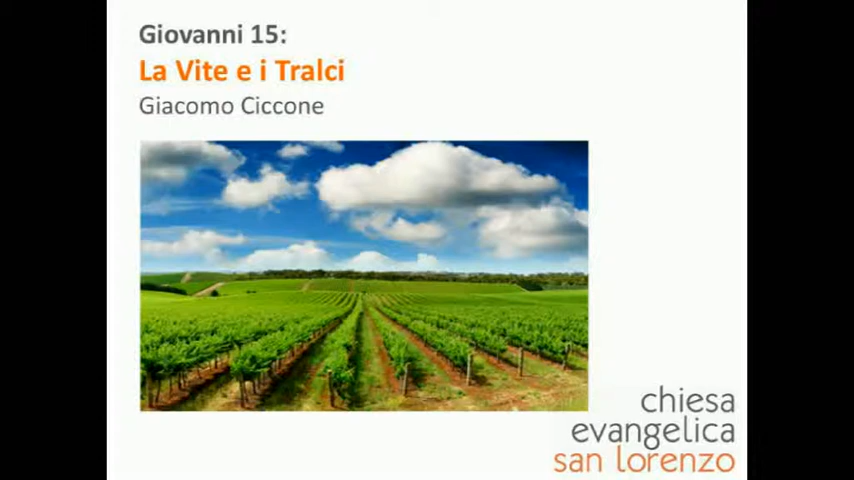 Giovanni 15:
La Vite e i Tralci
Giacomo Ciccone
chiesa
evangelica
san lorenzo